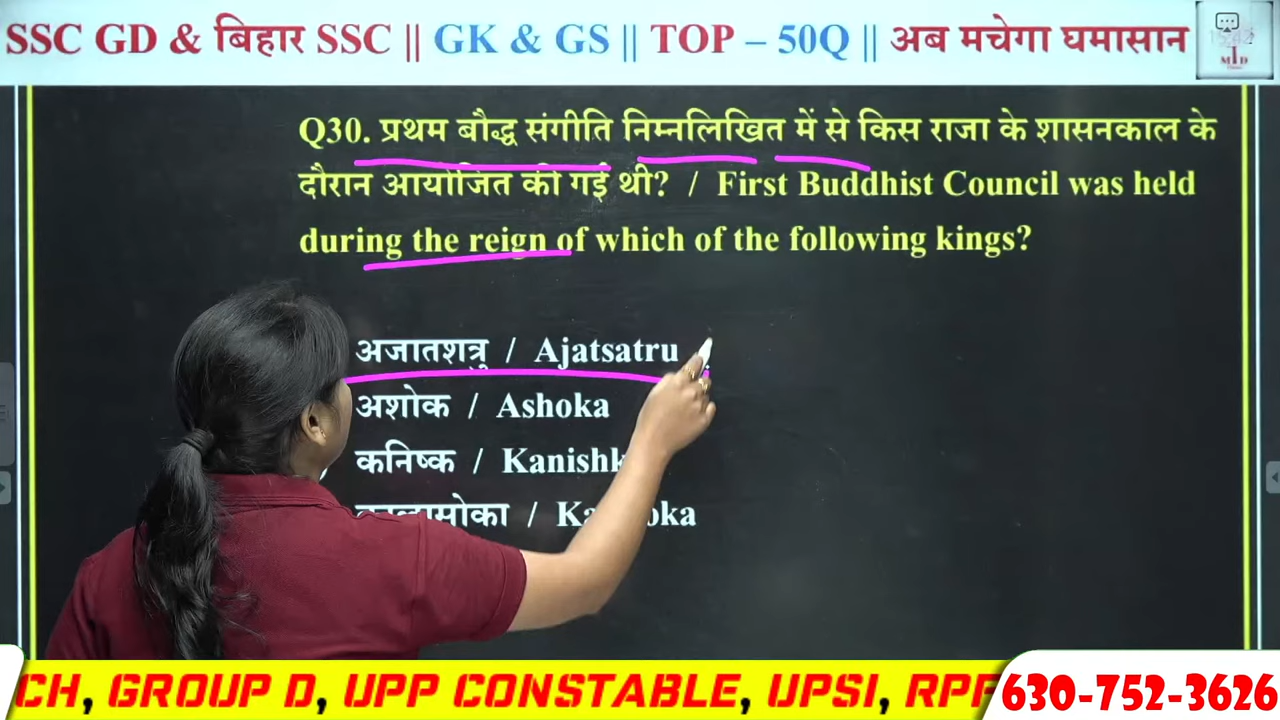 SSC GD & बिहार SSC || GK & GS || TOP – 50Q || अब मचेगा घमासान
Q30. प्रथम बौद्ध संगीति निम्नलिखित में से किस राजा के शासनकाल के
दौरान आयोजित की गई थी? / First Buddhist Council was held
during the reign of which of the following kings?
अजातशत्रु / Ajatsatru
अशोक / Ashoka
कनिष्क /
/
CH, GROUP D, UPP CONSTABLE, UPSI,
630-752-3626